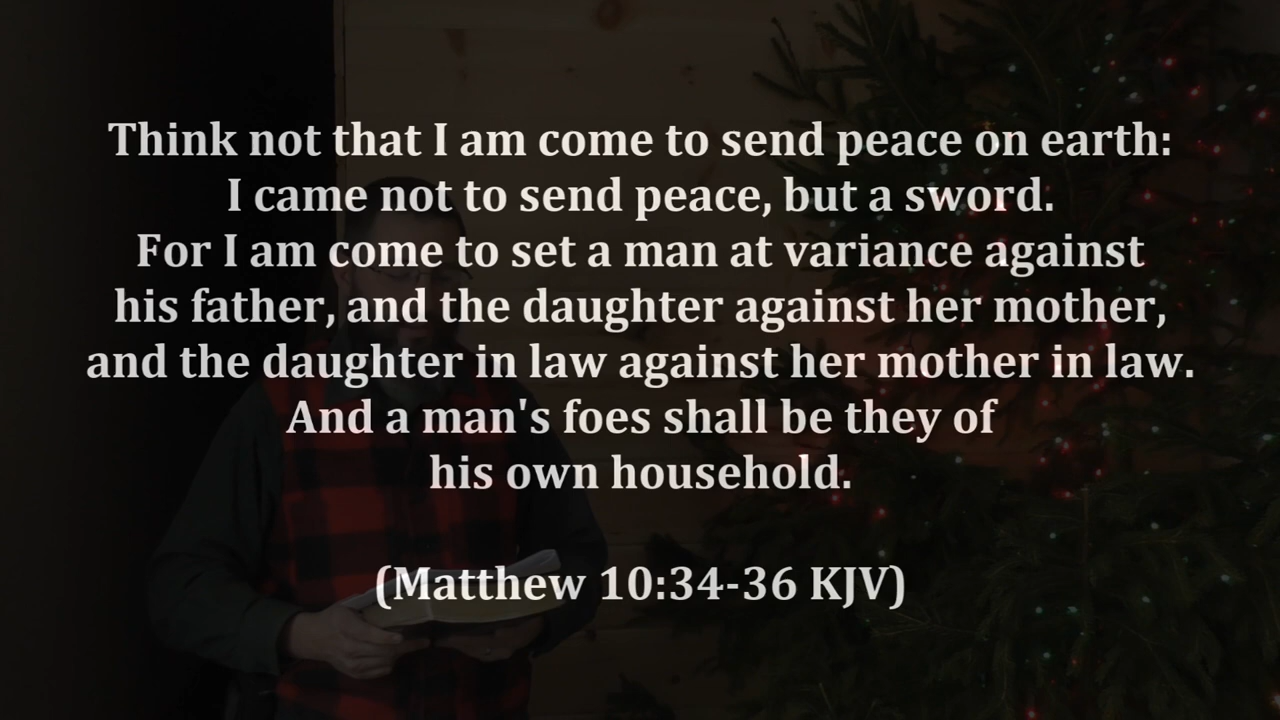 Think not that I am come to send peace on earth:
I came not to send peace, but a sword.
For I am come to set a man at variance against
his father, and the daughter against her mother,
and the daughter in law against her mother in law.
And a man's foes shall be they of
his own household.
(Matthew 10:34-36 KJV)